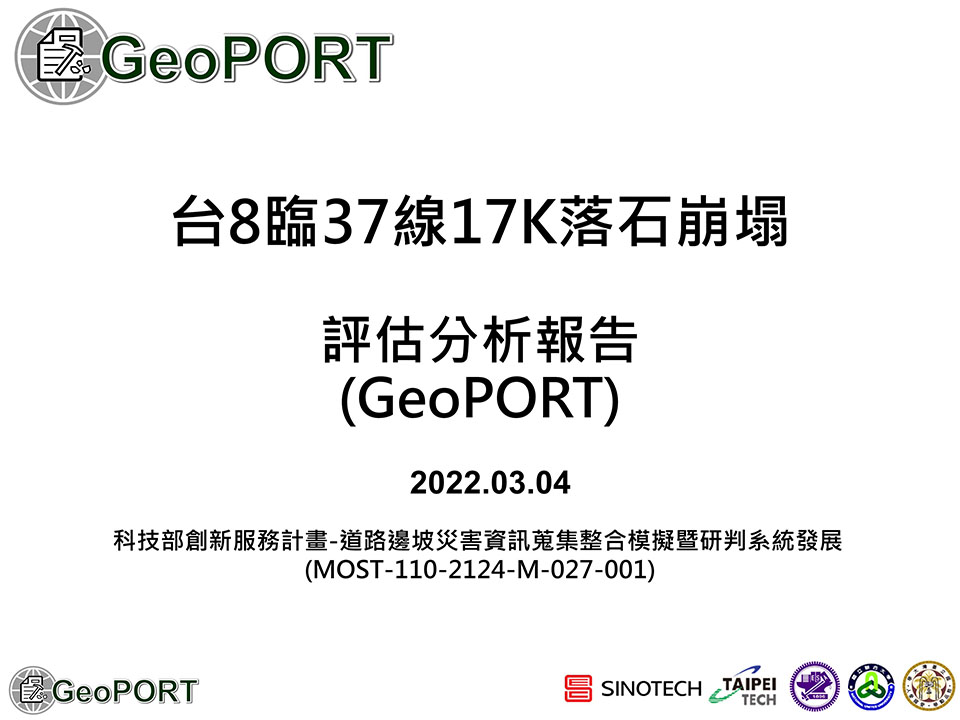 GeoPORT
台8臨37線17K落石崩塌
評估分析報告
(GeoPORT)
2022.03.04
科技部創新服務計畫-道路邊坡災害資訊蒐集整合模擬暨研判系統發展
(MOST-110-2124-M-027-001)
GeoPORT
SINOTECH
TAIPEI
TECH